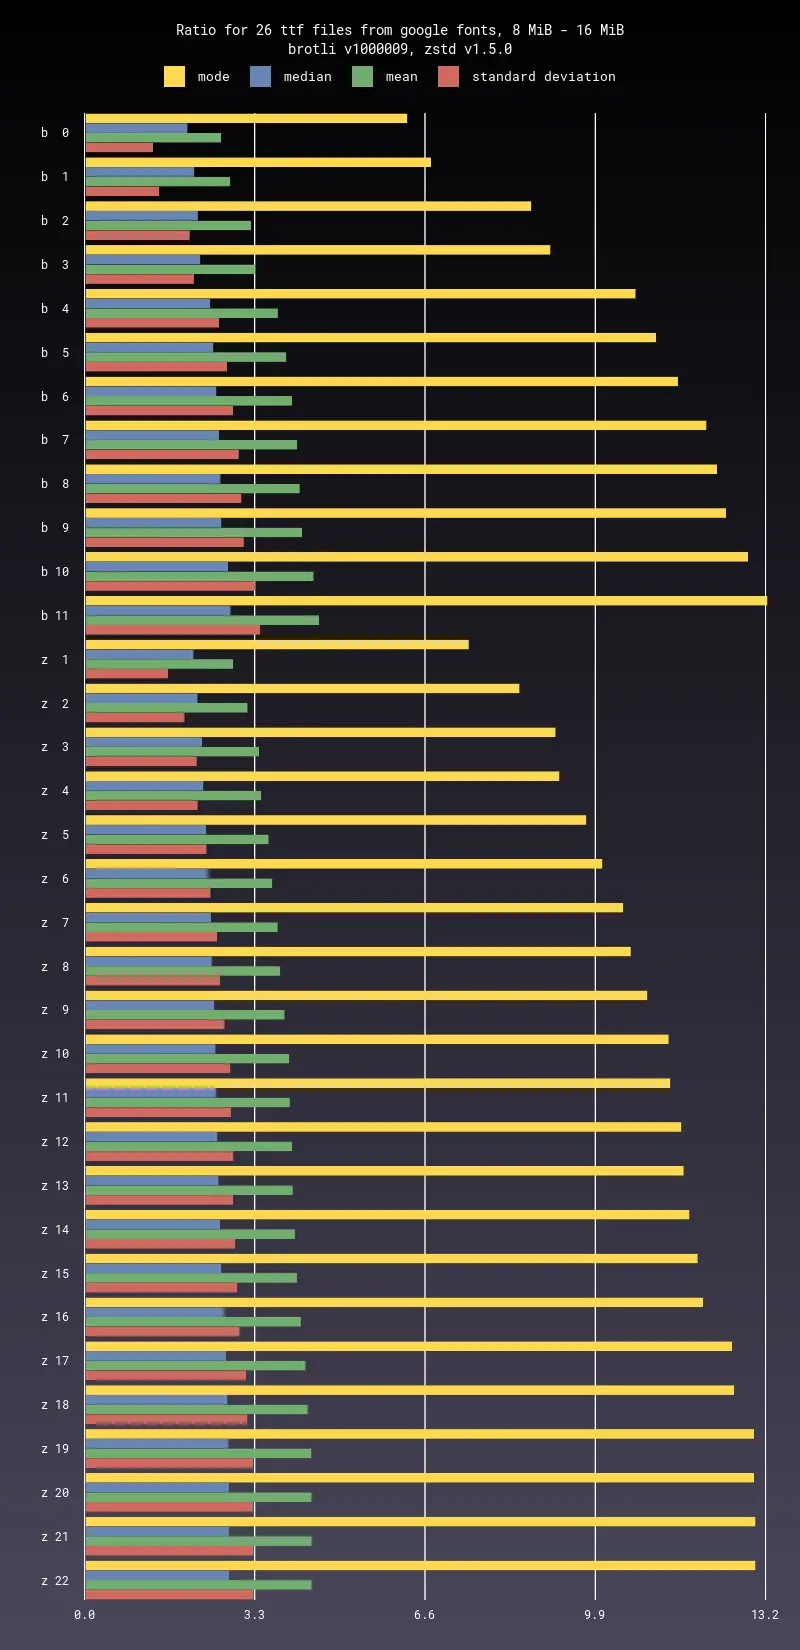 Ratio for 26 ttf files from google fonts, 8 MiB - 16 MiB
brotli v1000009, zstd v1.5.0
mode median mean standard deviation
b 0
b 1
b 2
b 3
b 4
b 5
b 6
b 7
b 8
b 9
b 10
b 11
z 1
z 2
z 3
z 4
z 5
z 6
z 7
z 8
z 9
z 10
z 11
z 12
z 13
z 14
z 15
z 16
z 17
z 18
z 19
z 20
z 21
z 22
0.0 3.3 6.6 9.9 13.2